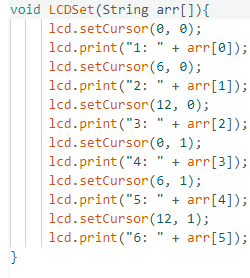 void LCDSet(String arr[]){
lcd.setCursor(0, 0);
lcd.print("1: " + arr[0]);
lcd.setCursor(6, 0);
lcd.print("2: " + arr[1]);
lcd.setCursor(12, 0);
lcd.print("3: " + arr[2]);
lcd.setCursor(0, 1);
lcd.print("4: " + arr[3]);
lcd.setCursor(6, 1);
lcd.print("5: " + arr[4]);
lcd.setCursor(12, 1);
lcd.print("6: " + arr[5]);
}